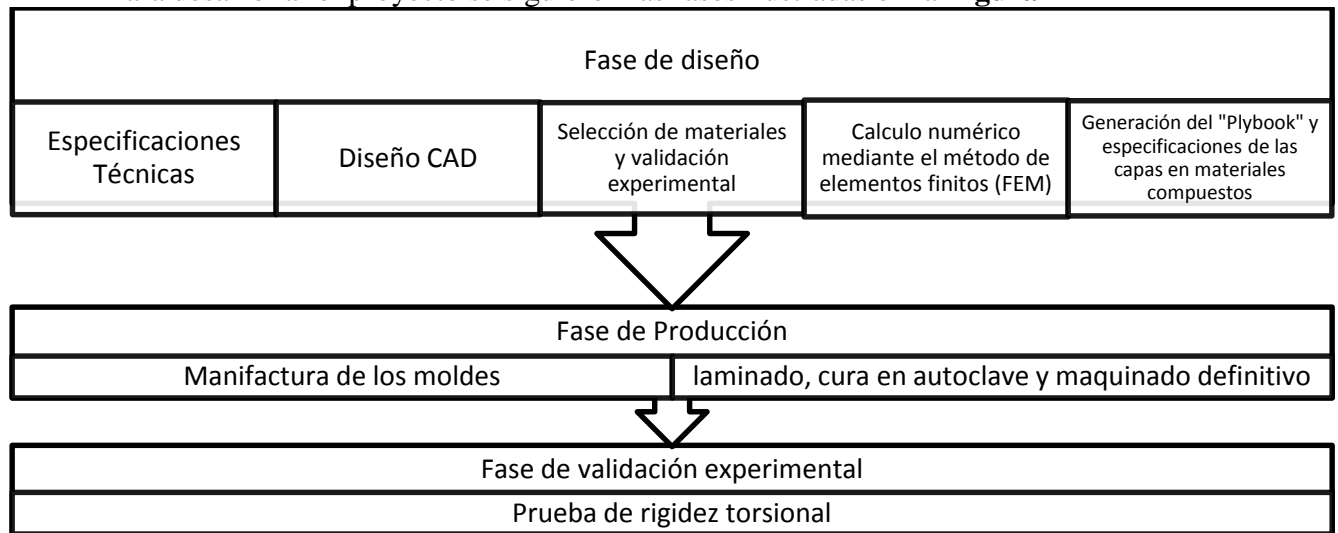 Fase de diseño
Especificaciones
Técnicas
Diseño CAD
Selección de materiales
y validación
experimental
Calculo numérico
mediante el método de
elementos finitos (FEM)
Generación del "Plybook" y
especificaciones de las
capas en materiales
compuestos
Fase de Producción
Manifactura de los moldes
laminado, cura en autoclave y maquinado definitivo
Fase de validación experimental
Prueba de rigidez torsional